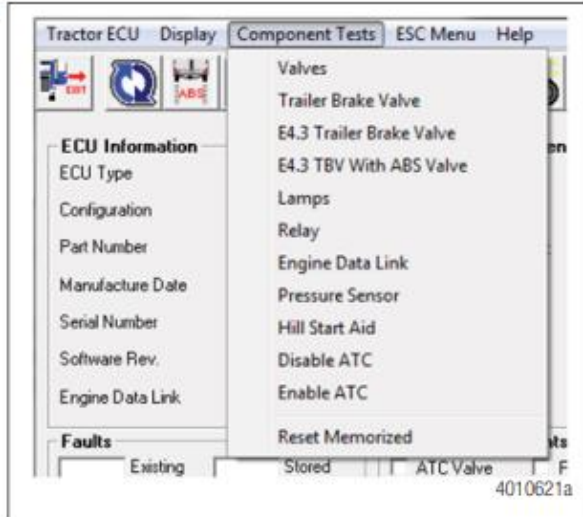 Tractor ECU Display Component Tests ESC Menu Help
EXIT ABS
Valves
Trailer Brake Valve
E4.3 Trailer Brake Valve
E4.3 TBV With ABS Valve
Lamps
Relay
Engine Data Link
Pressure Sensor
Hill Start Aid
Disable ATC
Enable ATC
Reset Memorized
ECU Information
ECU Type
Configuration
Part Number
Manufacture Date
Serial Number
Software Rev.
Engine Data Link
Faults
Existing Stored ATC Valve
4010621a